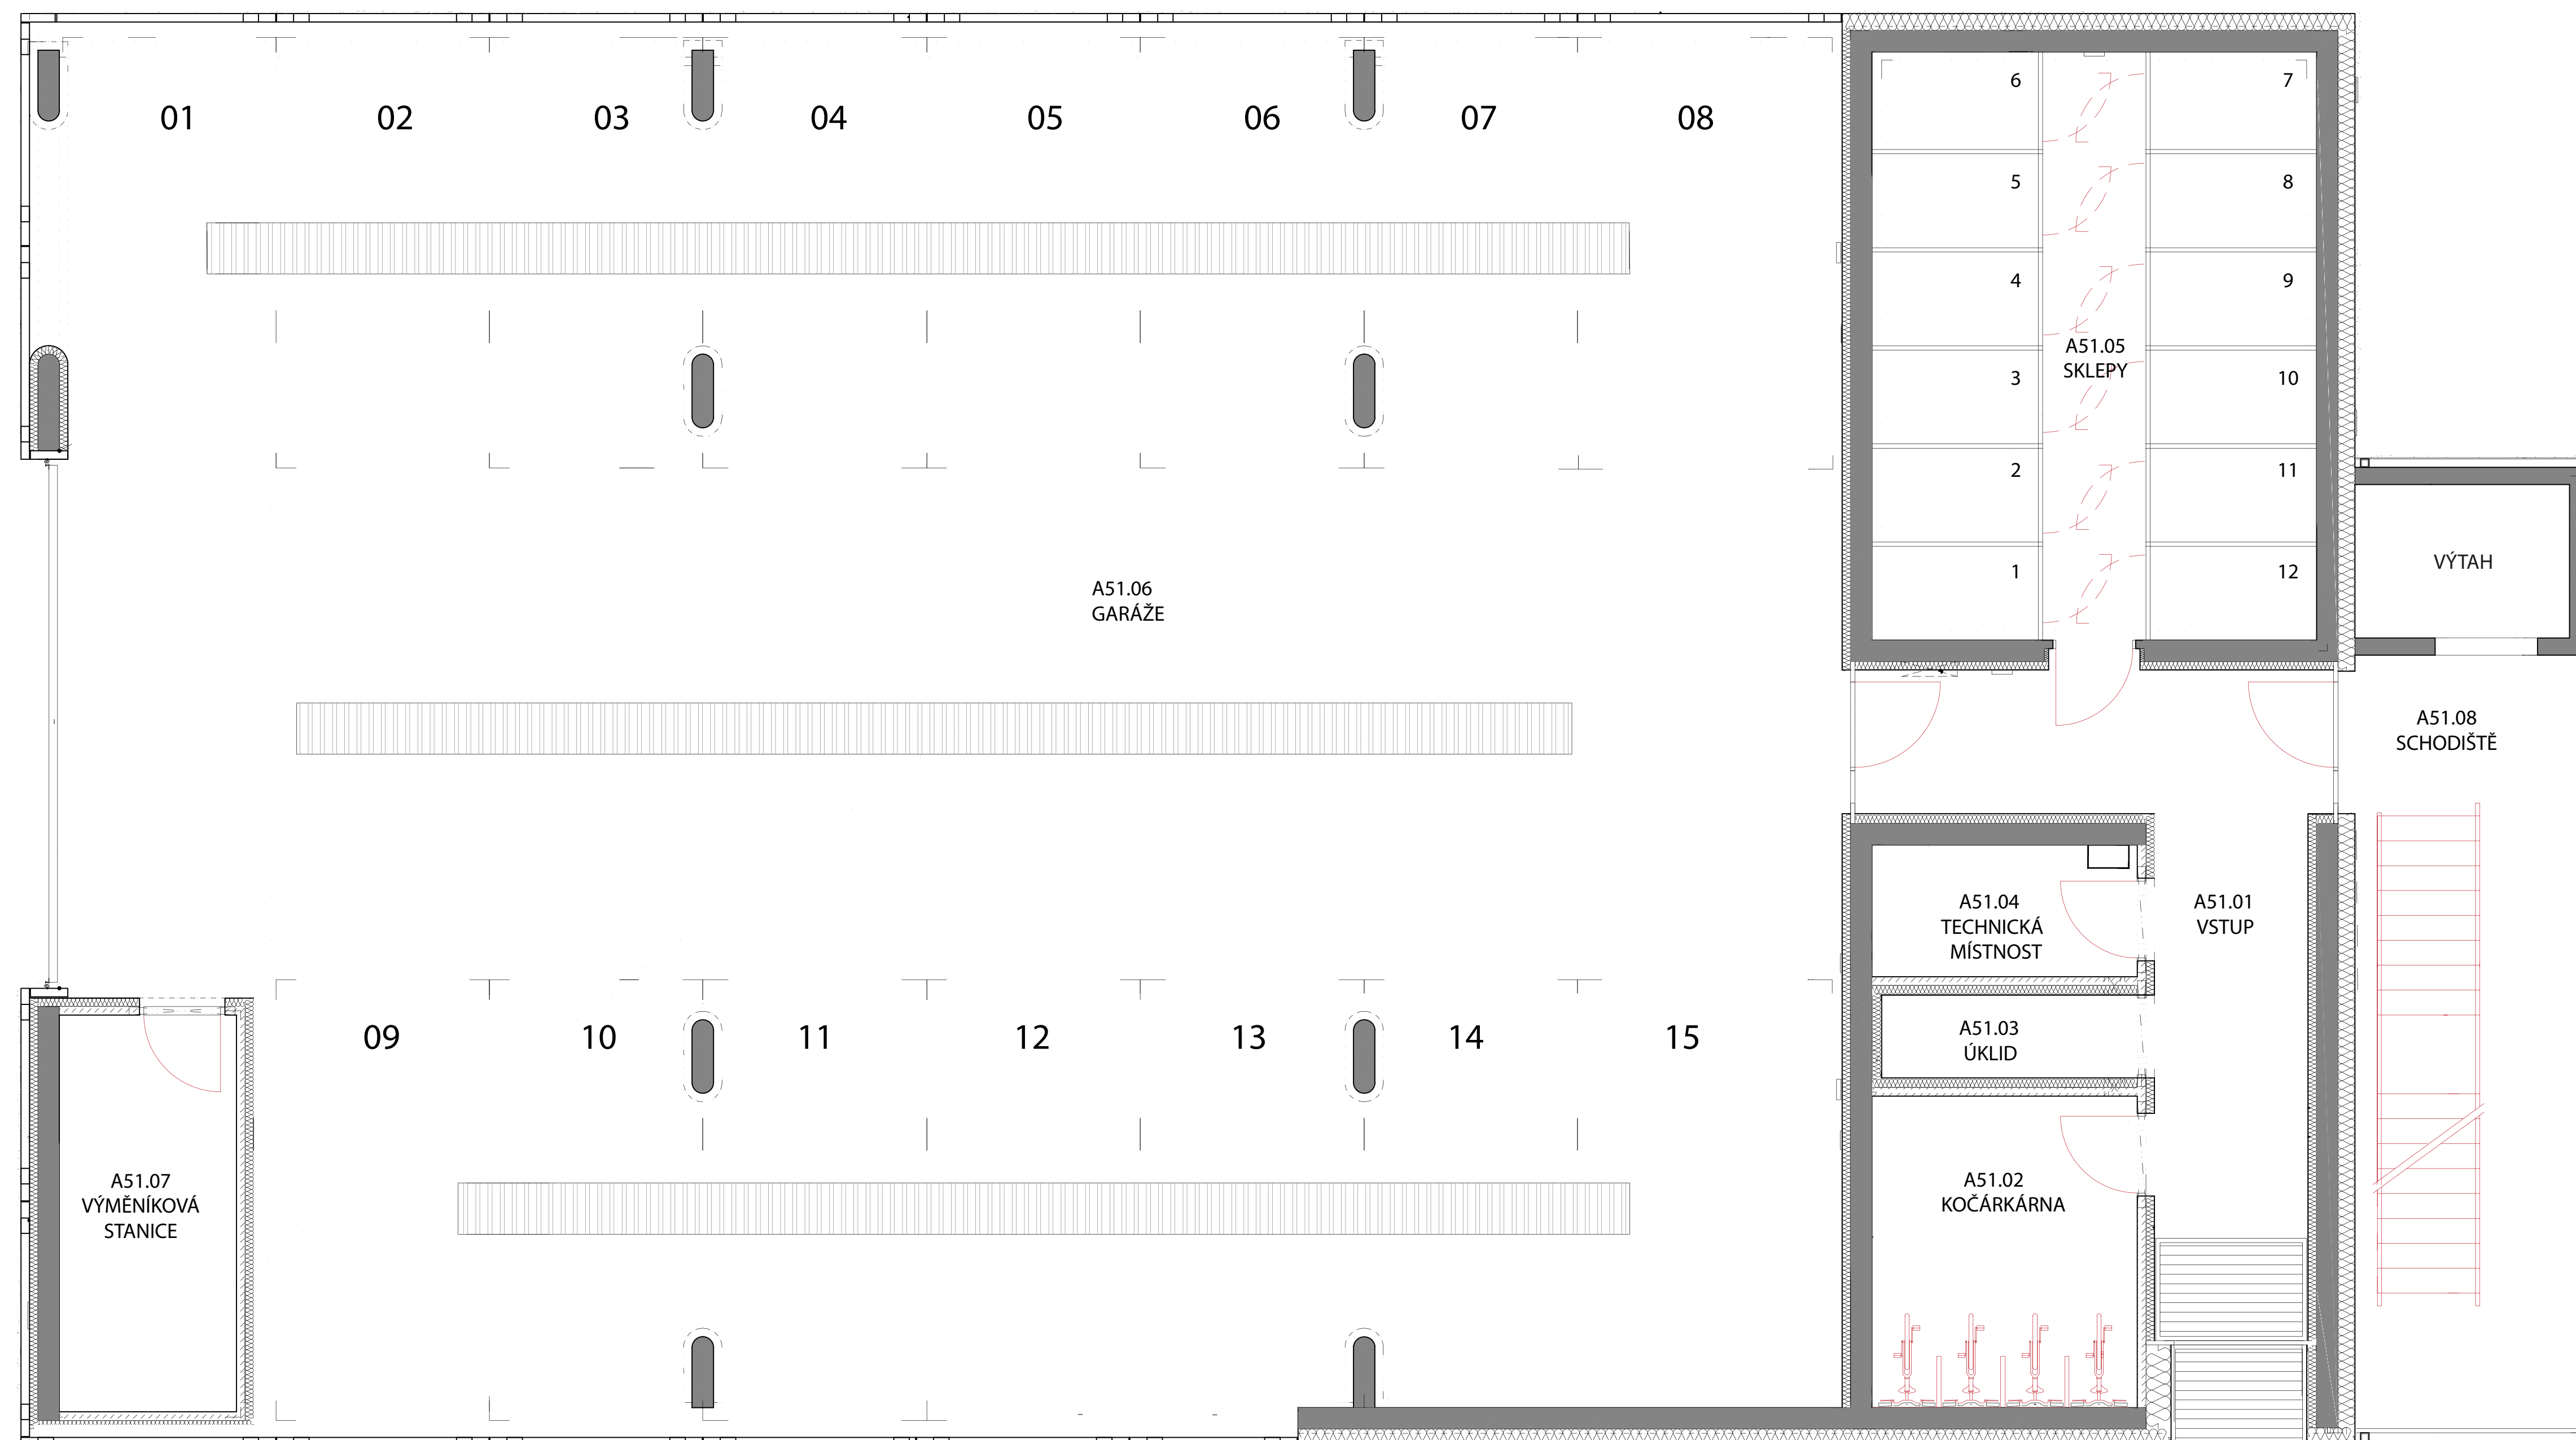 01
02
03
04
05
06
07
08
6
7
5
8
4
9
3
10
2
11
1
12
A51.05
SKLEPY
VÝTAH
A51.06
GARÁŽE
A51.08
SCHODIŠTĚ
A51.04
TECHNICKÁ
MÍSTNOST
A51.01
VSTUP
09
10
11
12
13
14
15
A51.03
ÚKLID
A51.07
VÝMĚNÍKOVÁ
STANICE
A51.02
KOČÁRKÁRNA